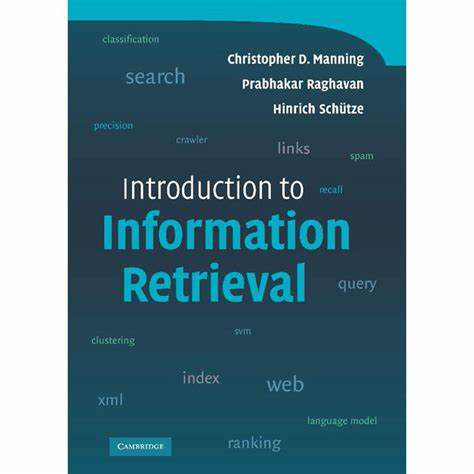 classification
Christopher D. Manning
search
Prabhakar Raghavan
Hinrich Schütze
precision
crawler
links
spam
Introduction to
recall
Information
Retrieval
query
svm
clustering
index
web
xml
language model
CAMBRIDGE
ranking